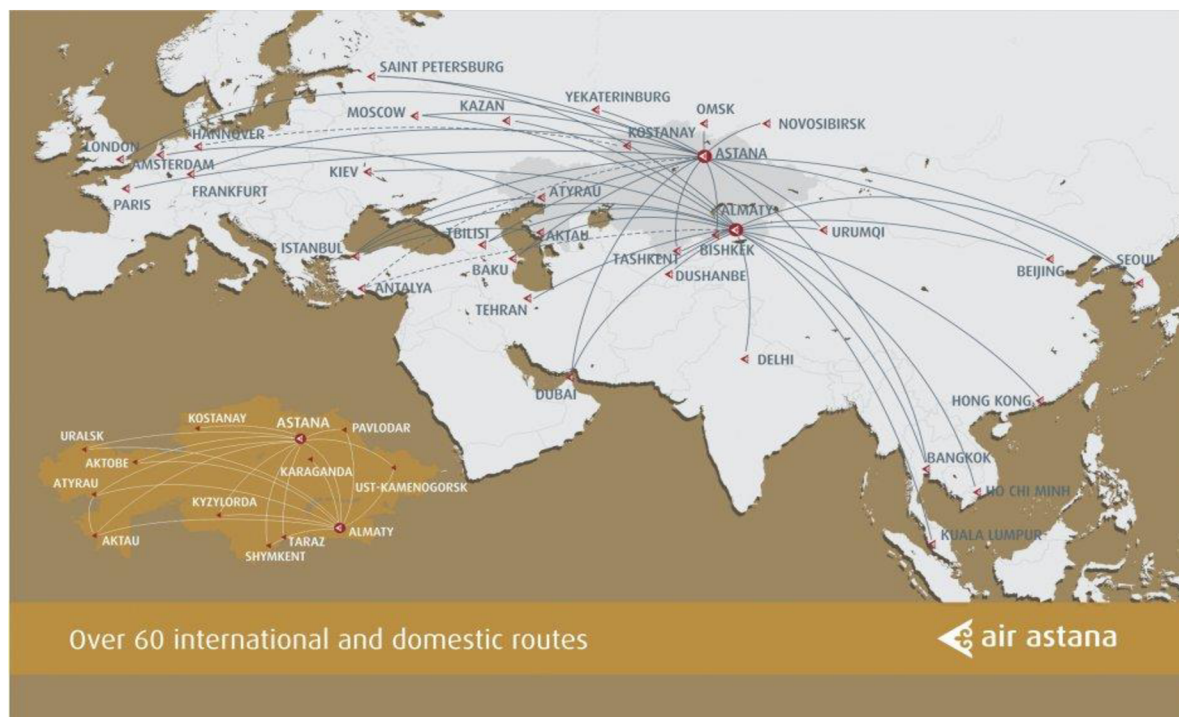 SAINT PETERSBURG
MOSCOW
KAZAN
YEKATERINBURG
OMSK
NOVOSIBIRSK
HANNOVER
KOSTANAY
LONDON
AMSTERDAM
ASTANA
KIEV
FRANKFURT
PARIS
ATYRAU
ALMATY
TBILISI
AKTAU
URUMQI
ISTANBUL
TASHKENT
BISHKEK
BAKU
BEIJING
SEOUL
DUSHANBE
ANTALYA
TEHRAN
DELHI
DUBAI
HONG KONG
BANGKOK
HO CHI MINH
KUALA LUMPUR
KOSTANAY
ASTANA
PAVLODAR
URALSK
AKTOBE
KARAGANDA
ATYRAU
UST-KAMENOGORSK
KYZYLORDA
ALMATY
AKTAU
TARAZ
SHYMKENT
Over 60 international and domestic routes
air astana